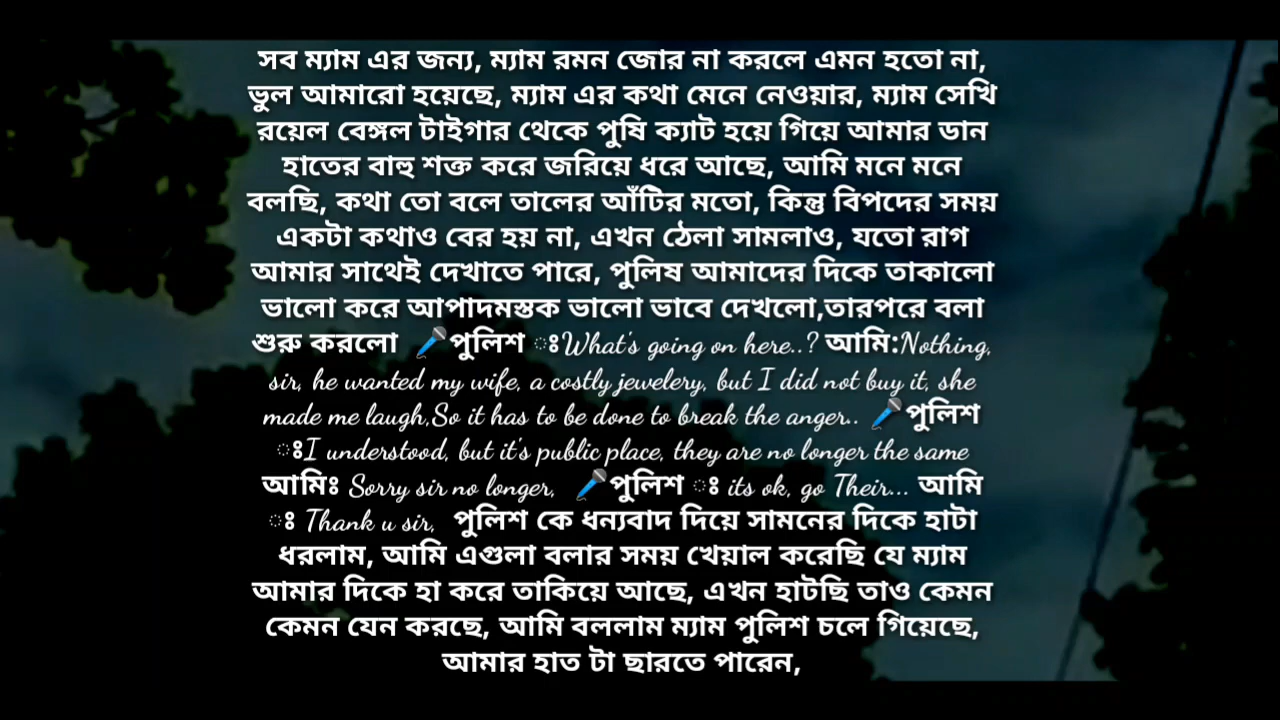 সব ম্যাম এর জন্য, ম্যাম রমন জোর না করলে এমন হতো না,
ভুল আমারো হয়েছে, ম্যাম এর কথা মেনে নেওয়ার, ম্যাম সেখি
রয়েল বেঙ্গল টাইগার থেকে পুষি ক্যাট হয়ে গিয়ে আমার ডান
হাতের বাহু শক্ত করে জরিয়ে ধরে আছে, আমি মনে মনে
বলছি, কথা তো বলে তালের আঁটির মতো, কিন্তু বিপদের সময়
একটা কথাও বের হয় না, এখন ঠেলা সামলাও, যতো রাগ
আমার সাথেই দেখাতে পারে, পুলিষ আমাদের দিকে তাকালো
ভালো করে আপাদমস্তক ভালো ভাবে দেখলো,তারপরে বলা
শুরু করলো 🎤পুলিশ ঃWhat's going on here..? আমি:Nothing,
sir, he wanted my wife, a costly jewelery, but I did not buy it, she
made me laugh,So it has to be done to break the anger.. 🎤পুলিশ
ঃI understood, but it's public place, they are no longer the same
আমিঃ Sorry sir no longer, 🎤পুলিশ ঃ its ok, go Their... আমি
ঃ Thank u sir, পুলিশ কে ধন্যবাদ দিয়ে সামনের দিকে হাটা
ধরলাম, আমি এগুলা বলার সময় খেয়াল করেছি যে ম্যাম
আমার দিকে হা করে তাকিয়ে আছে, এখন হাটছি তাও কেমন
কেমন যেন করছে, আমি বললাম ম্যাম পুলিশ চলে গিয়েছে,
আমার হাত টা ছারতে পারেন,